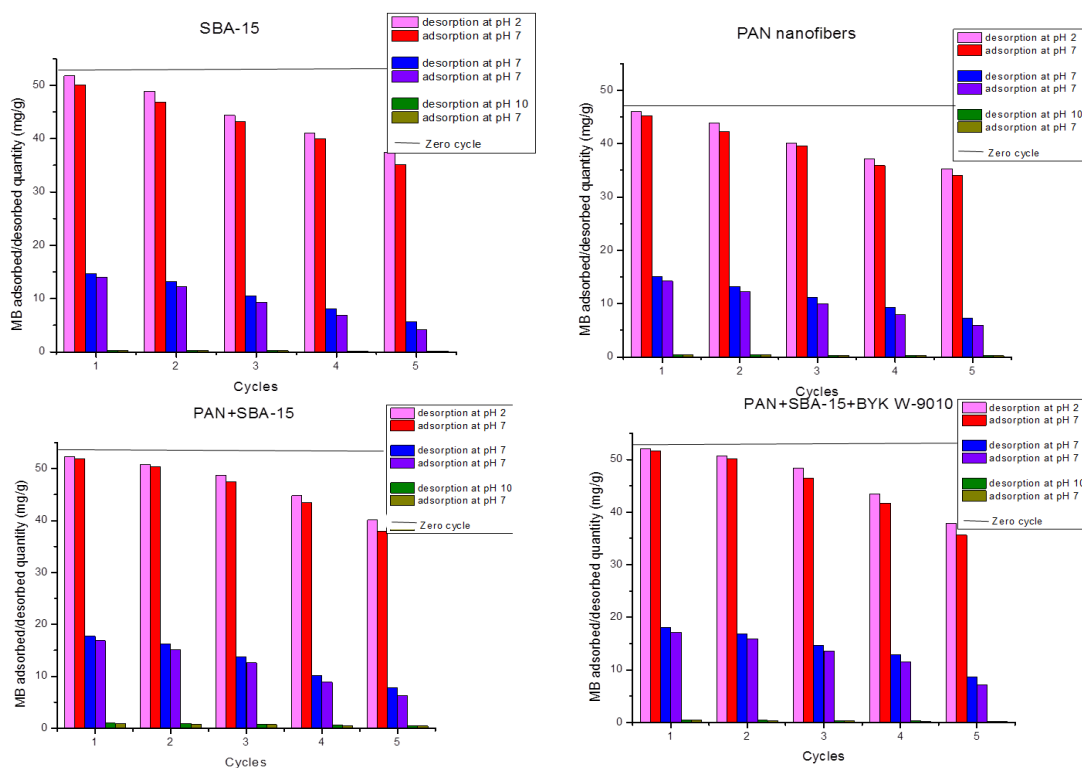 SBA-15
desorption at pH 2
adsorption at pH 7
desorption at pH 7
adsorption at pH 7
desorption at pH 10
adsorption at pH 7
Zero cycle
MB adsorbed/desorbed quantity (mg/g)
50
40
30
20
10
0
1 2 3 4 5
Cycles
PAN nanofibers
desorption at pH 2
adsorption at pH 7
desorption at pH 7
adsorption at pH 7
desorption at pH 10
adsorption at pH 7
Zero cycle
MB adsorbed/desorbed quantity (mg/g)
50
40
30
20
10
0
1 2 3 4 5
Cycles
PAN+SBA-15
desorption at pH 2
adsorption at pH 7
desorption at pH 7
adsorption at pH 7
desorption at pH 10
adsorption at pH 7
Zero cycle
MB adsorbed/desorbed quantity (mg/g)
50
40
30
20
10
0
1 2 3 4 5
Cycles
PAN+SBA-15+BYK W-9010
desorption at pH 2
adsorption at pH 7
desorption at pH 7
adsorption at pH 7
desorption at pH 10
adsorption at pH 7
Zero cycle
MB adsorbed/desorbed quantity (mg/g)
50
40
30
20
10
0
1 2 3 4 5
Cycles